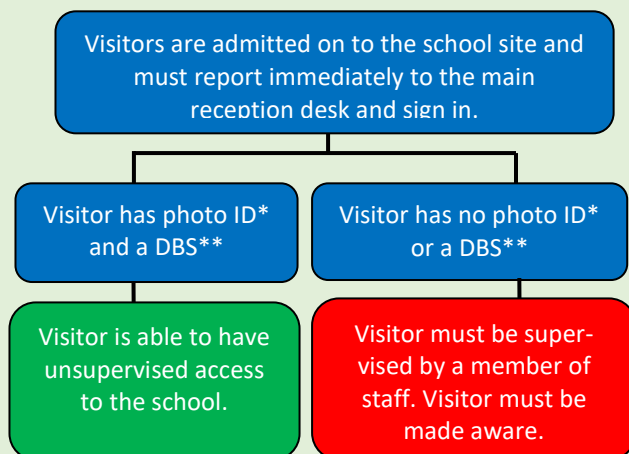 Visitors are admitted on to the school site and
must report immediately to the main
reception desk and sign in.
Visitor has photo ID*
and a DBS**
Visitor has no photo ID*
or a DBS**
Visitor is able to have
unsupervised access
to the school.
Visitor must be super-
vised by a member of
staff. Visitor must be
made aware.